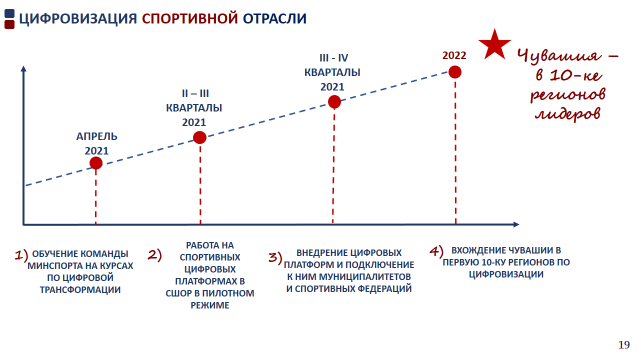 ЦИФРОВИЗАЦИЯ СПОРТИВНОЙ ОТРАСЛИ
АПРЕЛЬ
2021
II – III
КВАРТАЛЫ
2021
III - IV
КВАРТАЛЫ
2021
2022
Чувашия –
в 10-ке
регионов
лидеров
1) ОБУЧЕНИЕ КОМАНДЫ
МИНСПОРТА НА КУРСАХ
ПО ЦИФРОВОЙ
ТРАНСФОРМАЦИИ
2) РАБОТА НА
СПОРТИВНЫХ
ЦИФРОВЫХ
ПЛАТФОРМАХ В
СШОР В ПИЛОТНОМ
РЕЖИМЕ
3) ВНЕДРЕНИЕ ЦИФРОВЫХ
ПЛАТФОРМ И ПОДКЛЮЧЕНИЕ
К НИМ МУНИЦИПАЛИТЕТОВ
И СПОРТИВНЫХ ФЕДЕРАЦИЙ
4) ВХОЖДЕНИЕ ЧУВАШИИ В
ПЕРВУЮ 10-КУ РЕГИОНОВ ПО
ЦИФРОВИЗАЦИИ
19